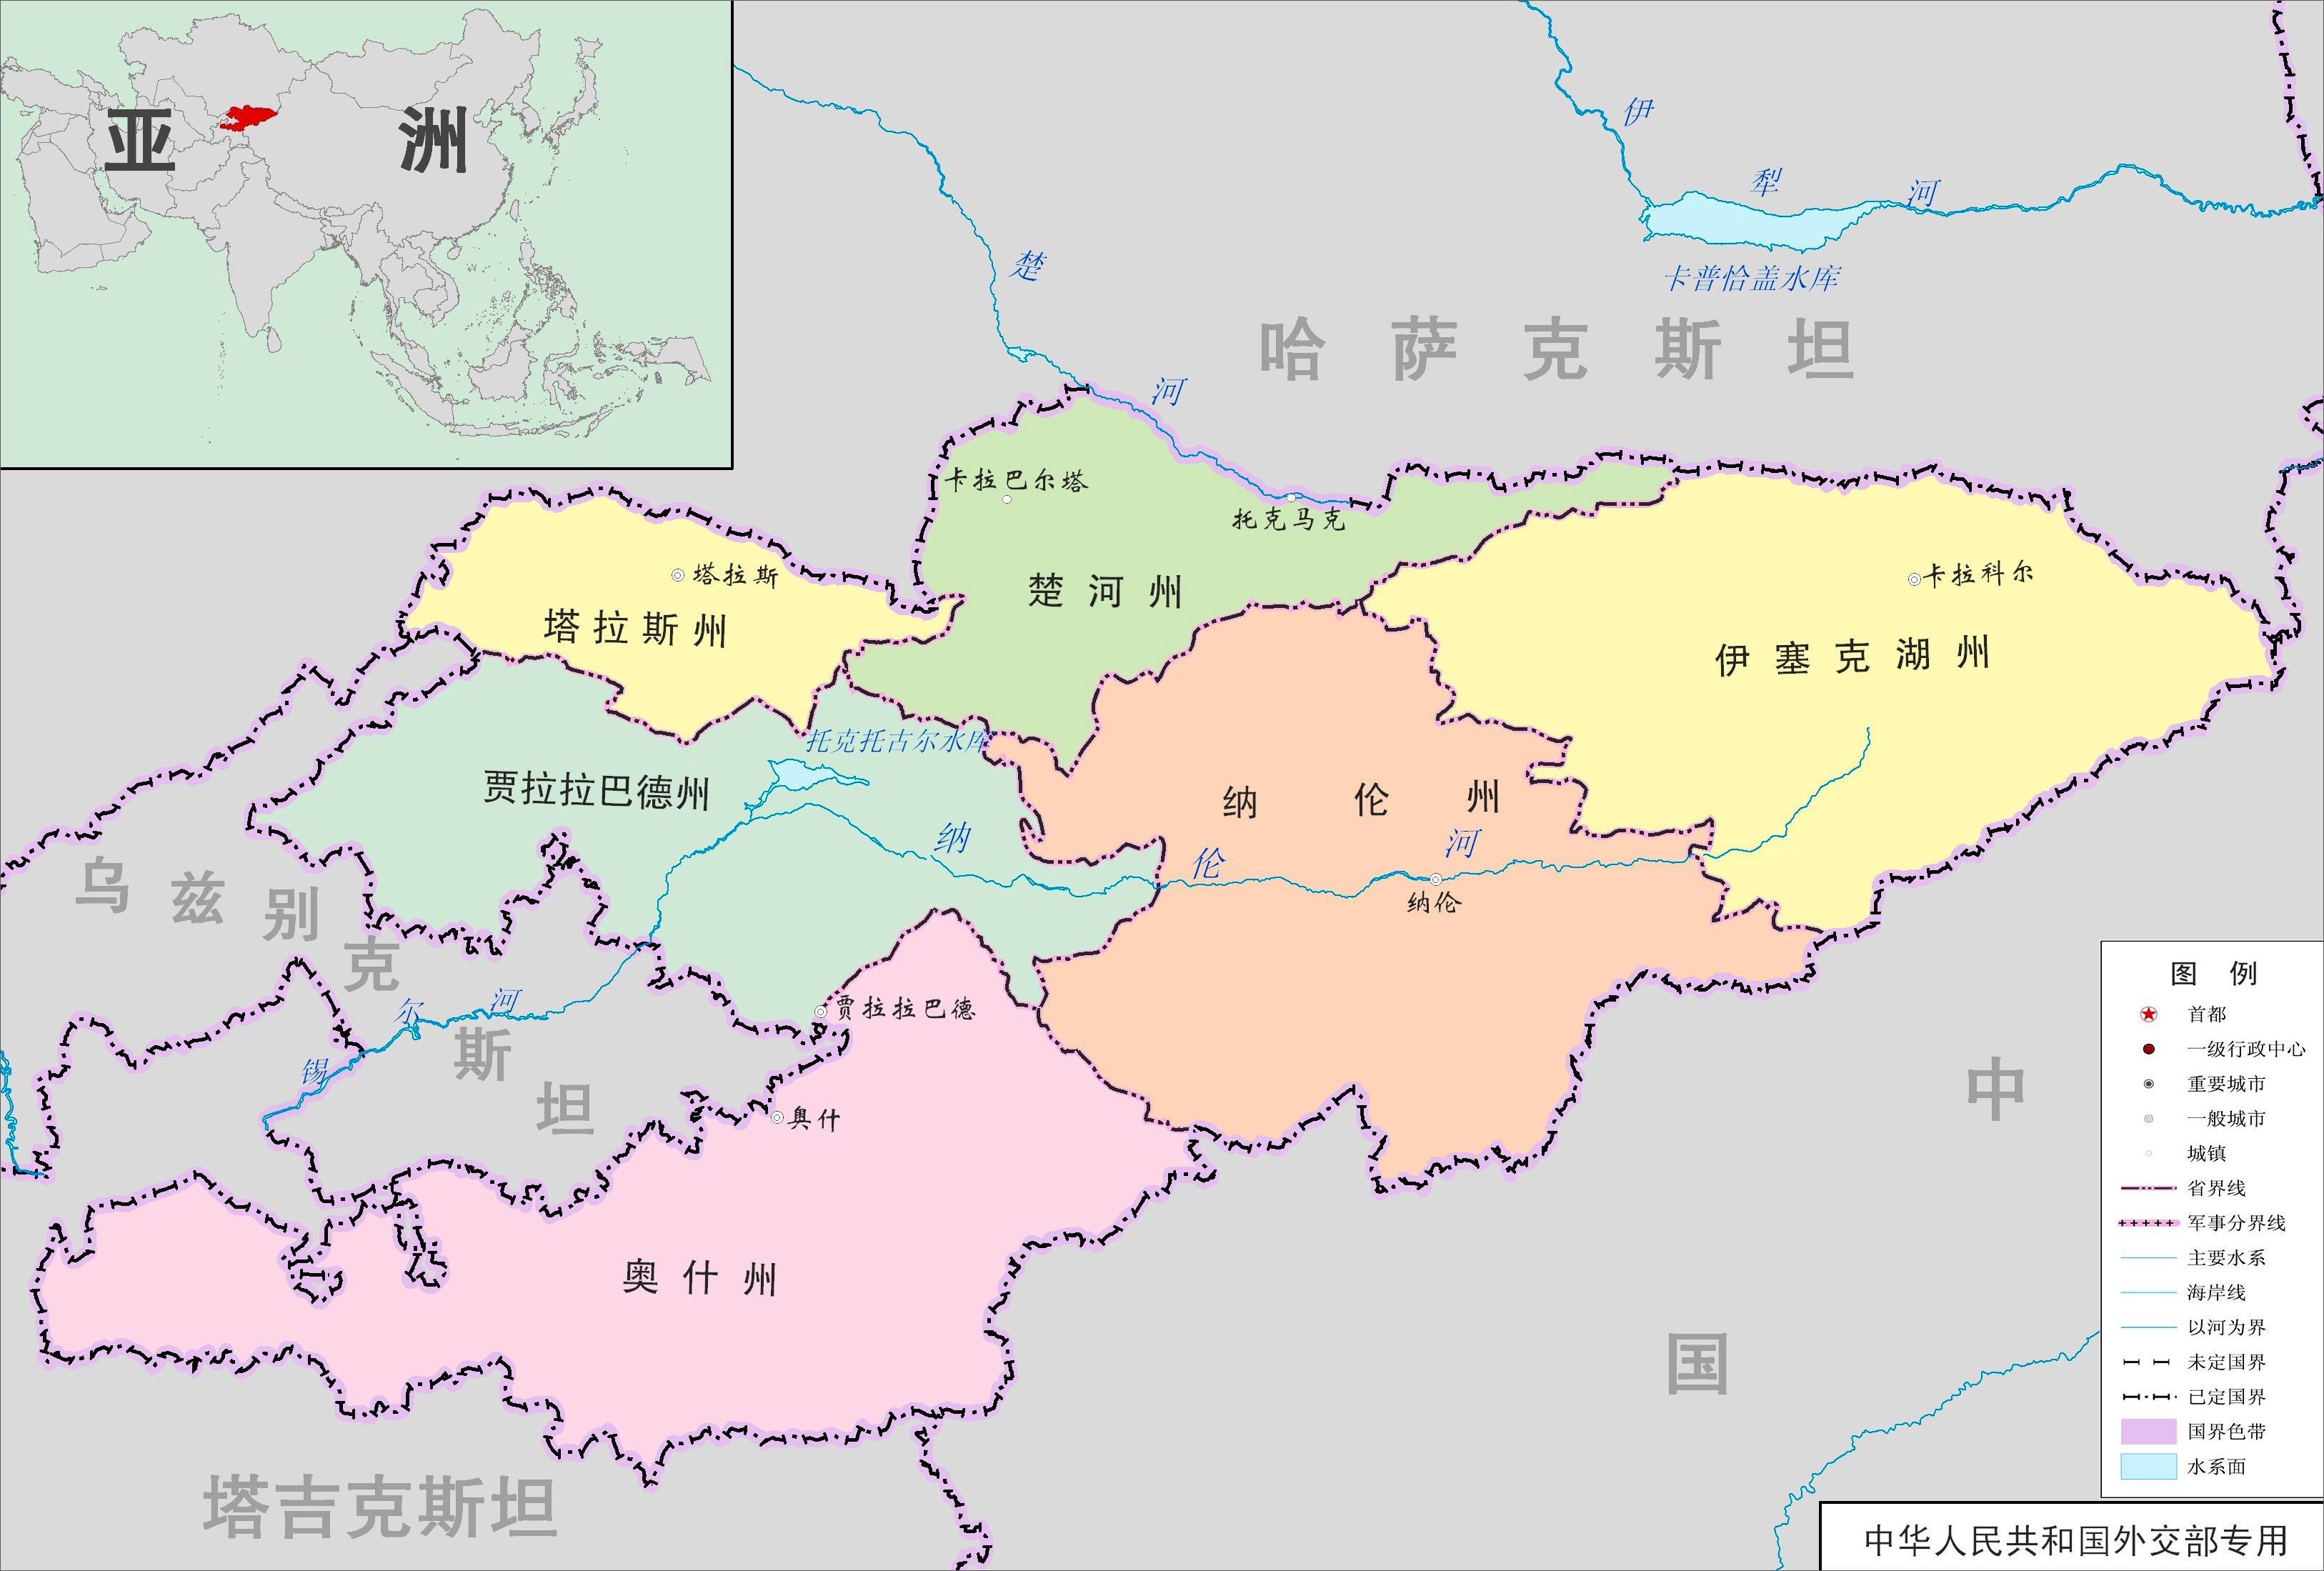 亚洲
伊犁河
卡普恰盖水库
楚河
哈萨克斯坦
卡拉巴尔塔
托克马克
楚河州
塔拉斯
塔拉斯州
卡拉科尔
伊塞克湖州
托克托古尔水库
贾拉拉巴德州
纳伦州
纳伦河
纳伦
乌兹别克斯坦
贾拉拉巴德
锡尔河
奥什
奥什州
中国
塔吉克斯坦
图例
首都
一级行政中心
重要城市
一般城市
城镇
省界线
军事分界线
主要水系
海岸线
以河为界
未定国界
已定国界
国界色带
水系面
中华人民共和国外交部专用